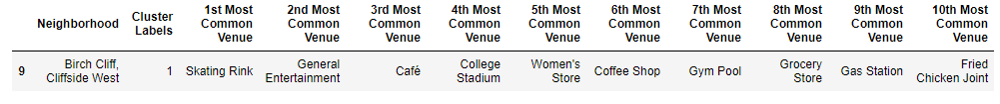 Neighborhood Cluster Labels 1st Most Common Venue 2nd Most Common Venue 3rd Most Common Venue 4th Most Common Venue 5th Most Common Venue 6th Most Common Venue 7th Most Common Venue 8th Most Common Venue 9th Most Common Venue 10th Most Common Venue
9 Birch Cliff, Cliffside West 1 Skating Rink General Entertainment Café College Stadium Women's Store Coffee Shop Gym Pool Grocery Store Gas Station Fried Chicken Joint